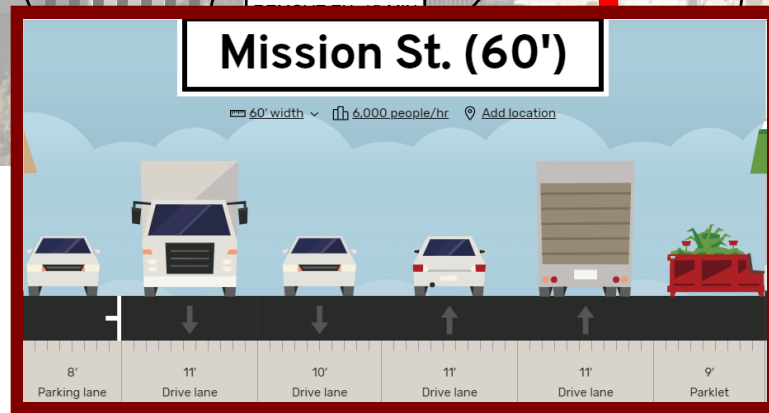 Mission St. (60')
60' width
6,000 people/hr
Add location
8'
11'
10'
11'
11'
9'
Parking lane
Drive lane
Drive lane
Drive lane
Drive lane
Parklet